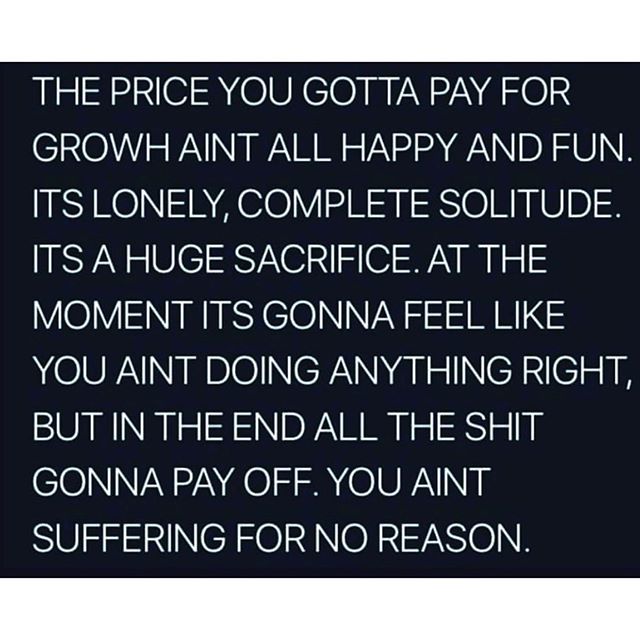 THE PRICE YOU GOTTA PAY FOR
GROWH AINT ALL HAPPY AND FUN.
ITS LONELY, COMPLETE SOLITUDE.
ITS A HUGE SACRIFICE. AT THE
MOMENT ITS GONNA FEEL LIKE
YOU AINT DOING ANYTHING RIGHT,
BUT IN THE END ALL THE SHIT
GONNA PAY OFF. YOU AINT
SUFFERING FOR NO REASON.